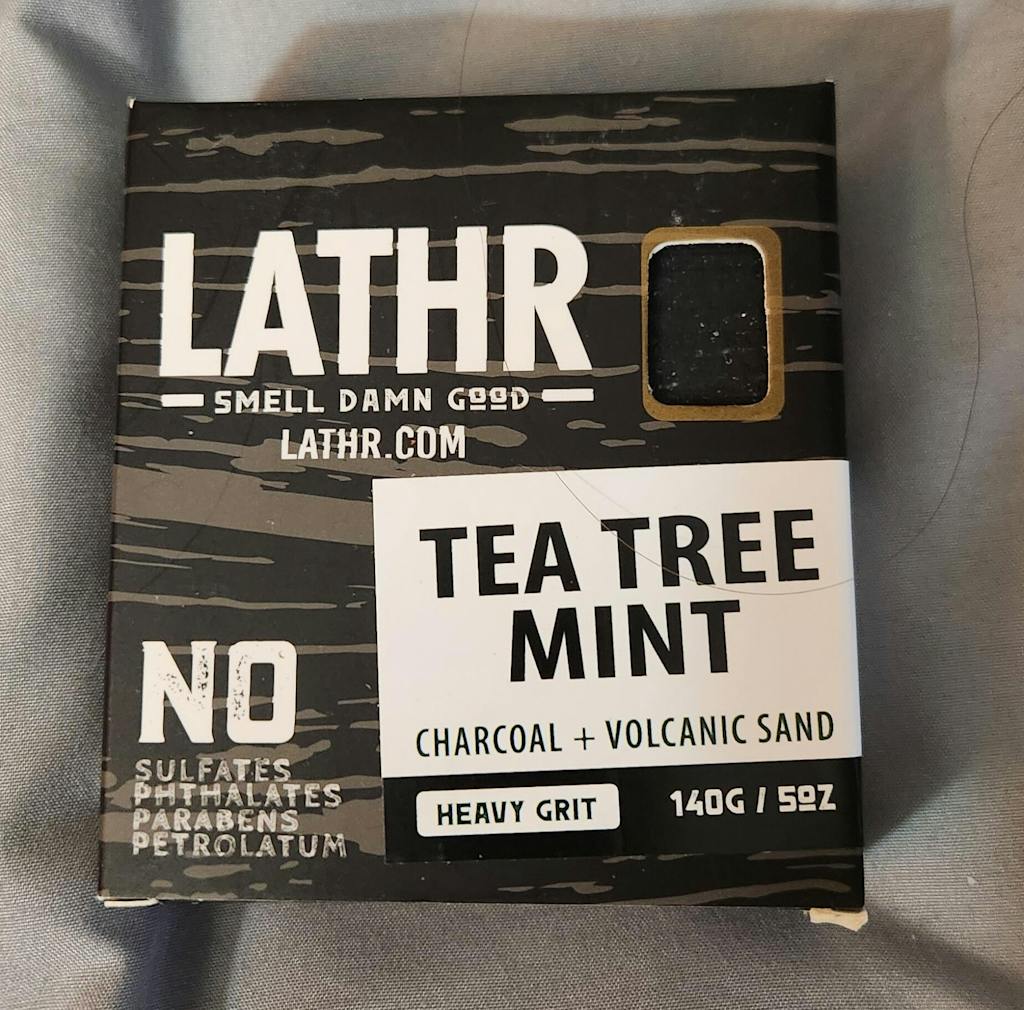 LATHR
SMELL DAMN GOOD
LATHR.COM
TEA TREE
MINT
CHARCOAL + VOLCANIC SAND
HEAVY GRIT
140G / 5OZ
NO
SULFATES
PHTHALATES
PARABENS
PETROLATUM